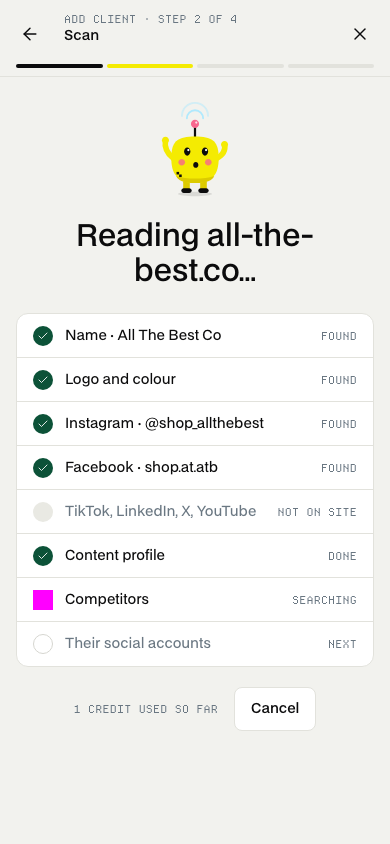 ADD CLIENT · STEP 2 OF 4
Scan
Reading all-the-
best.co...
Name · All The Best Co FOUND
Logo and colour FOUND
Instagram · @shop_allthebest FOUND
Facebook · shop.at.atb FOUND
TikTok, LinkedIn, X, YouTube NOT ON SITE
Content profile DONE
Competitors SEARCHING
Their social accounts NEXT
1 CREDIT USED SO FAR Cancel